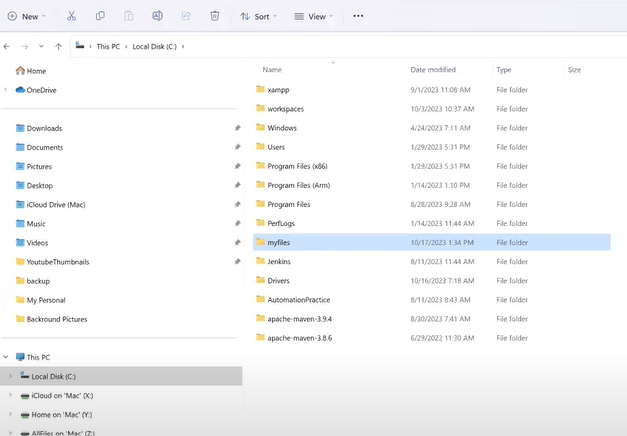 New Sort View
This PC Local Disk (C:)
Name Date modified Type Size
Home
OneDrive
Downloads
Documents
Pictures
Desktop
iCloud Drive (Mac)
Music
Videos
YoutubeThumbnails
backup
My Personal
Backround Pictures
This PC
Local Disk (C:)
iCloud on 'Mac' (X:)
Home on 'Mac' (Y:)
AllFiles on 'Mac' (Z:)
xampp 9/1/2023 11:08 AM File folder
workspaces 10/3/2023 10:37 AM File folder
Windows 4/24/2023 7:11 AM File folder
Users 1/29/2023 5:31 PM File folder
Program Files (x86) 1/29/2023 5:31 PM File folder
Program Files (Arm) 1/14/2023 1:10 PM File folder
Program Files 8/28/2023 9:28 AM File folder
PerfLogs 1/14/2023 11:44 AM File folder
myfiles 10/17/2023 1:34 PM File folder
Jenkins 8/11/2023 11:44 AM File folder
Drivers 10/16/2023 7:18 AM File folder
AutomationPractice 8/11/2023 8:43 AM File folder
apache-maven-3.9.4 8/30/2023 7:41 AM File folder
apache-maven-3.8.6 6/29/2022 11:30 AM File folder